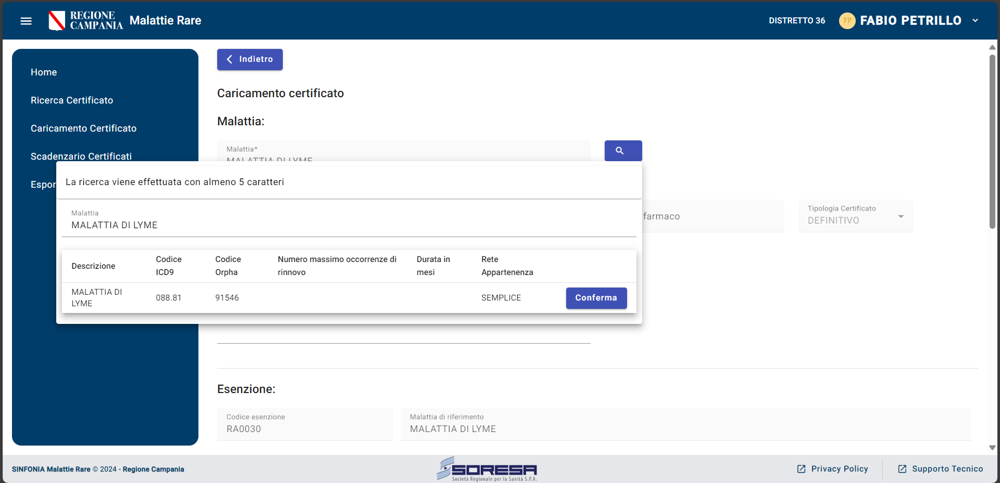 REGIONE
CAMPANIA
Malattie Rare
DISTRETTO 36
FP
FABIO PETRILLO
Home
Ricerca Certificato
Caricamento Certificato
Scadenzario Certificati
Espor
Indietro
Caricamento certificato
Malattia:
Malattia*
MALATTIA DI LYME
La ricerca viene effettuata con almeno 5 caratteri
Malattia
MALATTIA DI LYME
farmaco
Tipologia Certificato
DEFINITIVO
Descrizione
Codice
ICD9
Codice
Orpha
Numero massimo occorrenze di
rinnovo
Durata in
mesi
Rete
Appartenenza
MALATTIA DI
LYME
088.81
91546
SEMPLICE
Conferma
Esenzione:
Codice esenzione
RA0030
Malattia di riferimento
MALATTIA DI LYME
SINFONIA Malattie Rare © 2024 - Regione Campania
SORESA
Società Regionale per la Sanità S.P.A.
Privacy Policy
Supporto Tecnico